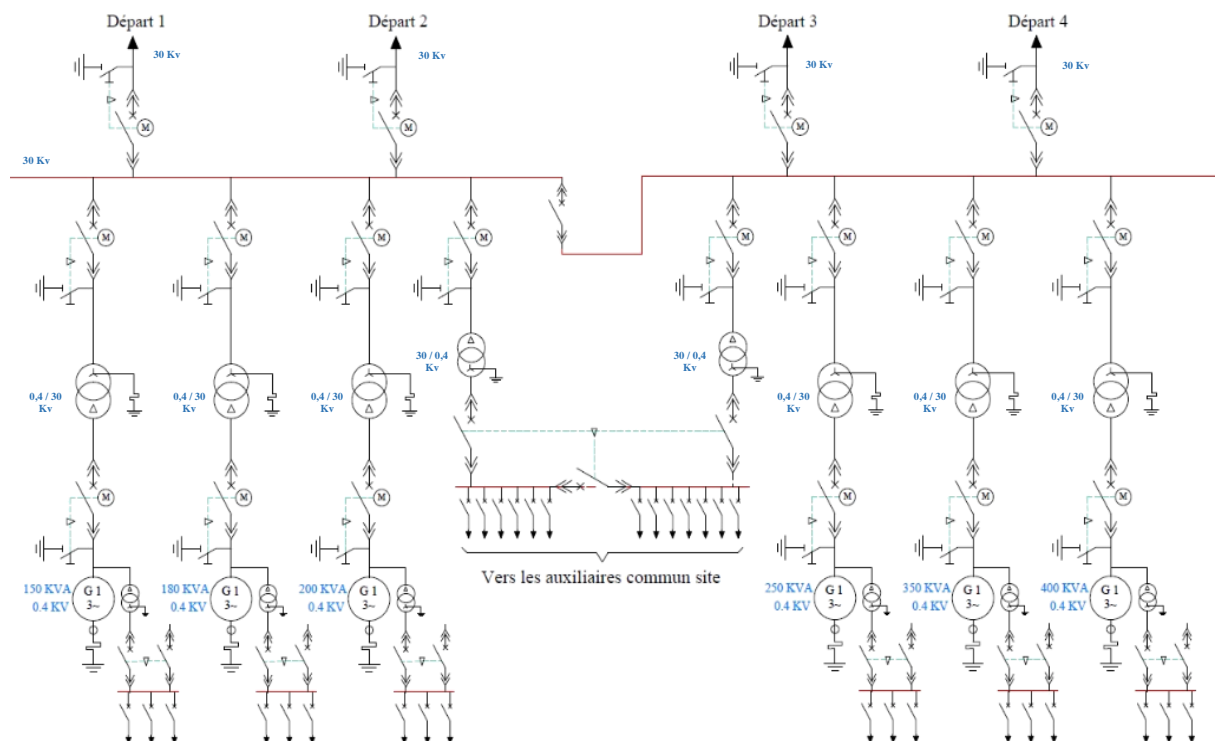 Départ 1
Départ 2
Départ 3
Départ 4
30 Kv
30 Kv
30 Kv
30 Kv
M
M
M
M
30 Kv
M
M
M
M
M
M
M
M
30 / 0,4
Kv
30 / 0,4
Kv
0,4 / 30
Kv
0,4 / 30
Kv
0,4 / 30
Kv
0,4 / 30
Kv
0,4 / 30
Kv
0,4 / 30
Kv
M
M
M
M
M
M
Vers les auxiliaires commun site
150 KVA
0.4 KV
G 1
3~
180 KVA
0.4 KV
G 1
3~
200 KVA
0.4 KV
G 1
3~
250 KVA
0.4 KV
G 1
3~
350 KVA
0.4 KV
G 1
3~
400 KVA
0.4 KV
G 1
3~